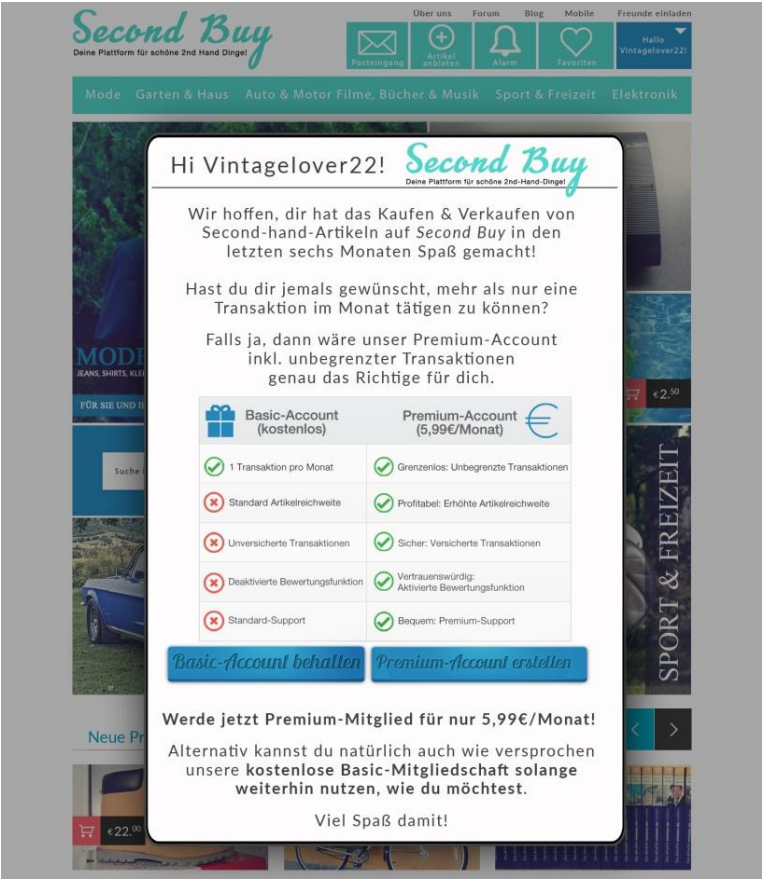 Über uns Forum Blog Mobile Freunde einladen
Second Buy
Deine Plattform für schöne 2nd Hand Dinge!
Posteingang
Artikel
anbieten
Alarm
Favoriten
Hallo
Vintagelover22!
Mode Garten & Haus Auto & Motor Filme, Bücher & Musik Sport & Freizeit Elektronik
Hi Vintagelover22!
Second Buy
Deine Plattform für schöne 2nd-Hand-Dinge!
Wir hoffen, dir hat das Kaufen & Verkaufen von
Second-hand-Artikeln auf Second Buy in den
letzten sechs Monaten Spaß gemacht!
Hast du dir jemals gewünscht, mehr als nur eine
Transaktion im Monat tätigen zu können?
Falls ja, dann wäre unser Premium-Account
inkl. unbegrenzter Transaktionen
genau das Richtige für dich.
Basic-Account
(kostenlos)
Premium-Account
(5,99€/Monat)
1 Transaktion pro Monat
Grenzenlos: Unbegrenzte Transaktionen
Standard Artikelreichweite
Profitabel: Erhöhte Artikelreichweite
Unversicherte Transaktionen
Sicher: Versicherte Transaktionen
Deaktivierte Bewertungsfunktion
Vertrauenswürdig:
Aktivierte Bewertungsfunktion
Standard-Support
Bequem: Premium-Support
Basic-Account behalten
Premium-Account erstellen
Werde jetzt Premium-Mitglied für nur 5,99€/Monat!
Alternativ kannst du natürlich auch wie versprochen
unsere kostenlose Basic-Mitgliedschaft solange
weiterhin nutzen, wie du möchtest.
Viel Spaß damit!
JEANS, SHIRTS,
FÜR SIE UND
Suche
€2.50
SPORT & FREIZEIT
Neue
€22.00